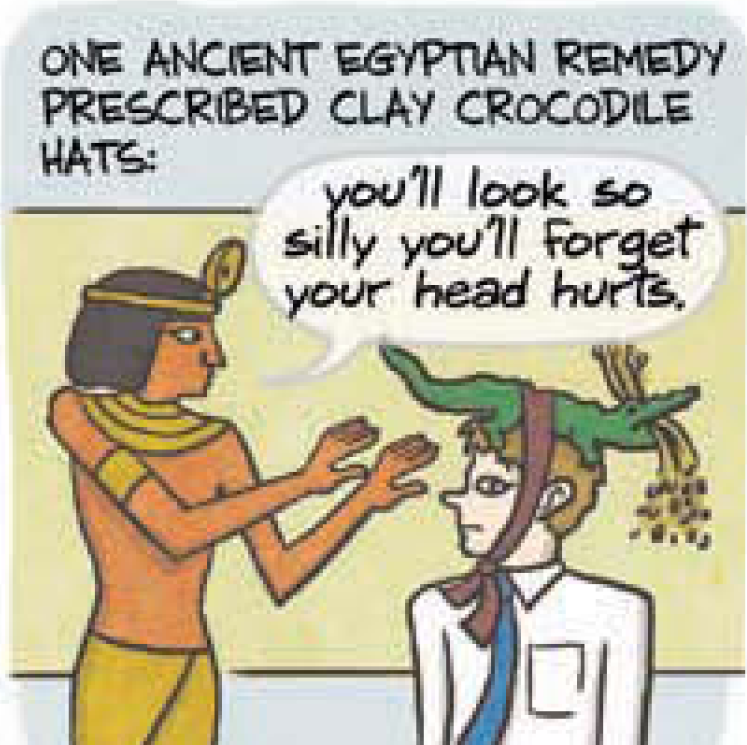 ONE ANCIENT EGYPTIAN REMEDY
PRESCRIBED CLAY CROCODILE
HATS:
you'll look so
silly you'll forget
your head hurts.